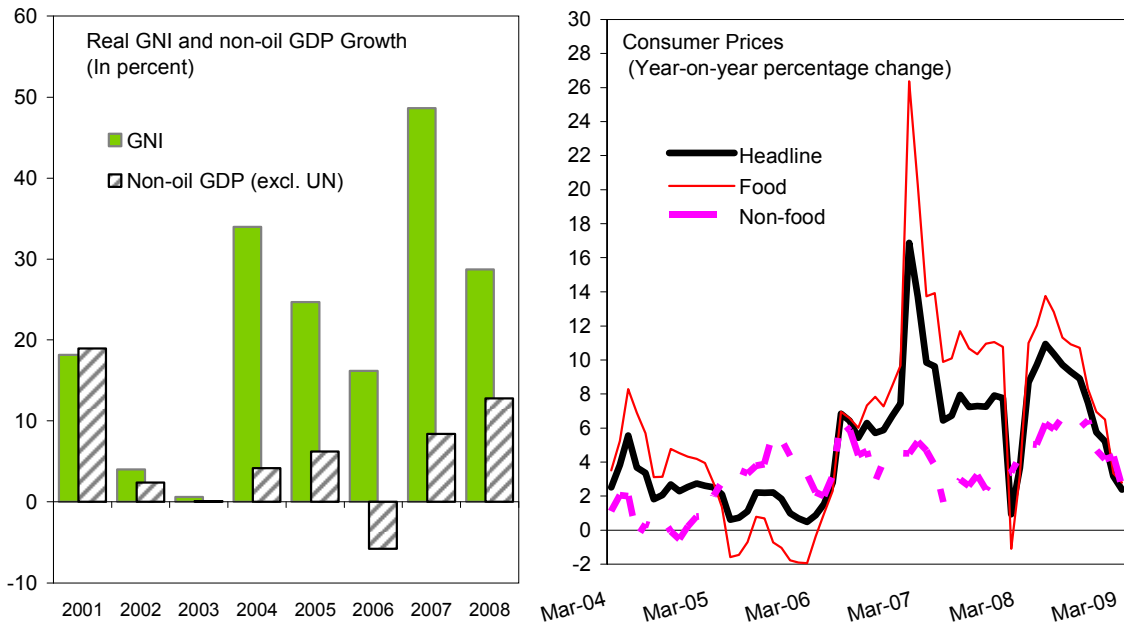 Real GNI and non-oil GDP Growth
(In percent)
GNI
Non-oil GDP (excl. UN)
60
50
40
30
20
10
0
-10
2001
2002
2003
2004
2005
2006
2007
2008
Consumer Prices
(Year-on-year percentage change)
Headline
Food
Non-food
30
28
26
24
22
20
18
16
14
12
10
8
6
4
2
0
-2
Mar-04
Mar-05
Mar-06
Mar-07
Mar-08
Mar-09